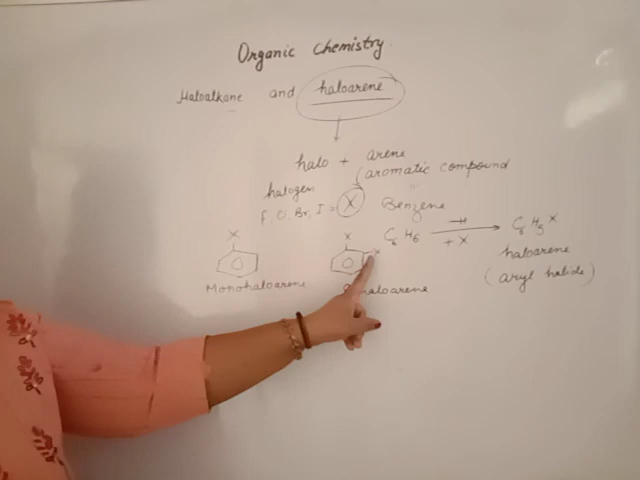 Organic Chemistry
Haloalkane and haloarene
halo + arene
(aromatic compound
halogen
F, Cl, Br, I = X
Benzene
C6H6 -H + X C6H5X
haloarene
(aryl halide)
X
Monohaloarene
X
X
haloarene